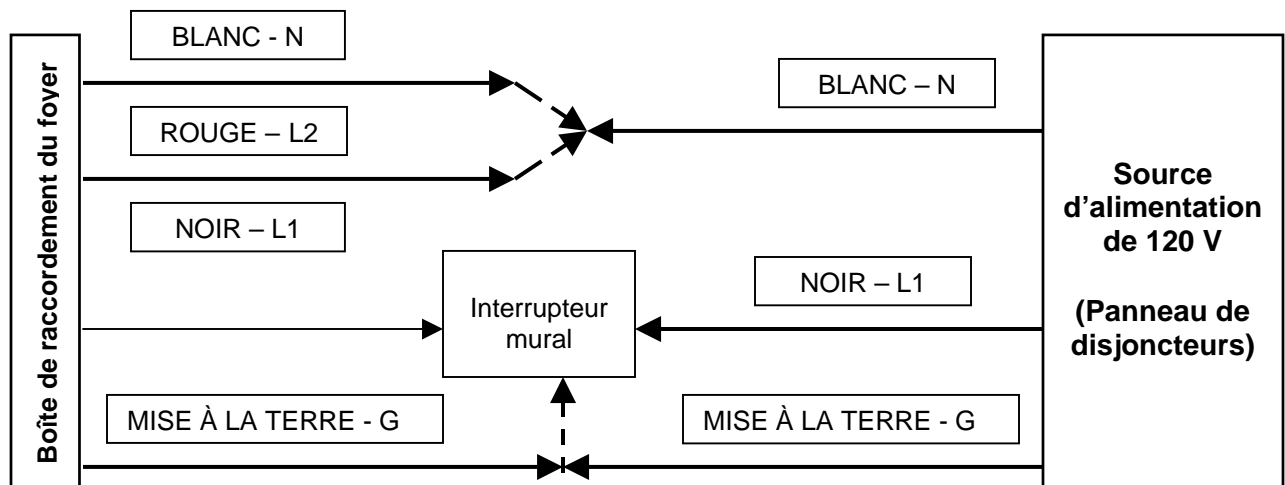 Boîte de raccordement du foyer
BLANC - N
ROUGE – L2
NOIR – L1
MISE À LA TERRE - G
Interrupteur
mural
BLANC – N
NOIR – L1
MISE À LA TERRE – G
Source
d’alimentation
de 120 V
(Panneau de
disjoncteurs)